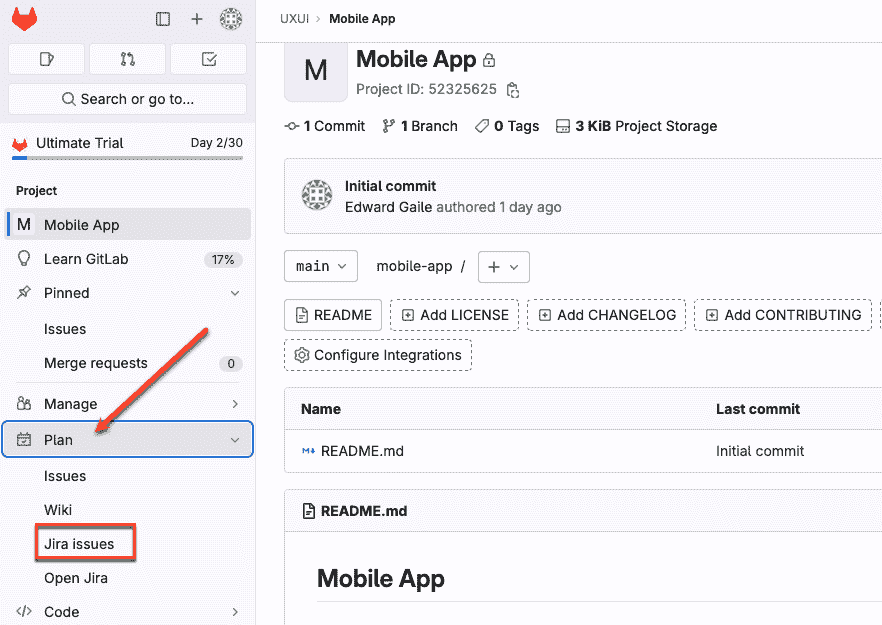 UXUI › Mobile App
Search or go to...
Ultimate Trial Day 2/30
Project
M Mobile App
Learn GitLab 17%
Pinned
Issues
Merge requests 0
Manage
Plan
Issues
Wiki
Jira issues
Open Jira
Code
M
Mobile App
Project ID: 52325625
1 Commit 1 Branch 0 Tags 3 KiB Project Storage
Initial commit
Edward Gaile authored 1 day ago
main mobile-app / +
README Add LICENSE Add CHANGELOG Add CONTRIBUTING
Configure Integrations
Name Last commit
README.md Initial commit
README.md
Mobile App